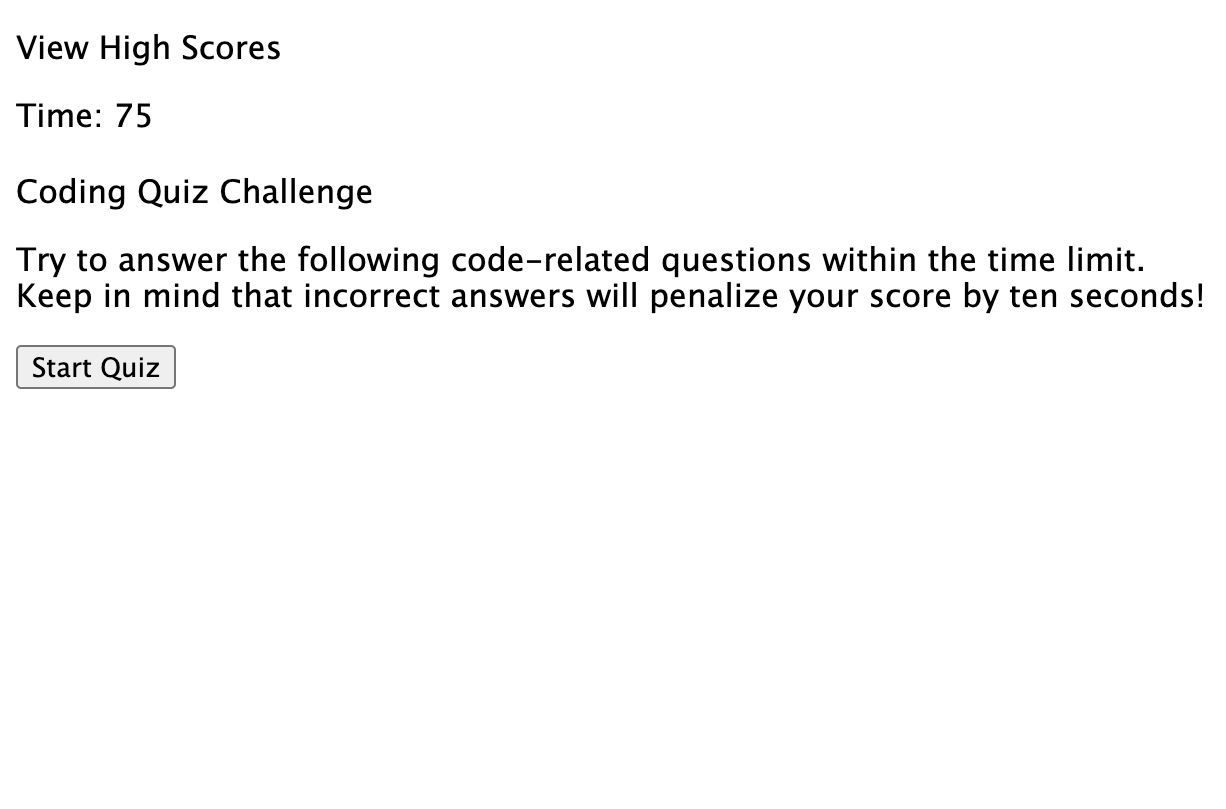 View High Scores
Time: 75
Coding Quiz Challenge
Try to answer the following code-related questions within the time limit.
Keep in mind that incorrect answers will penalize your score by ten seconds!
Start Quiz